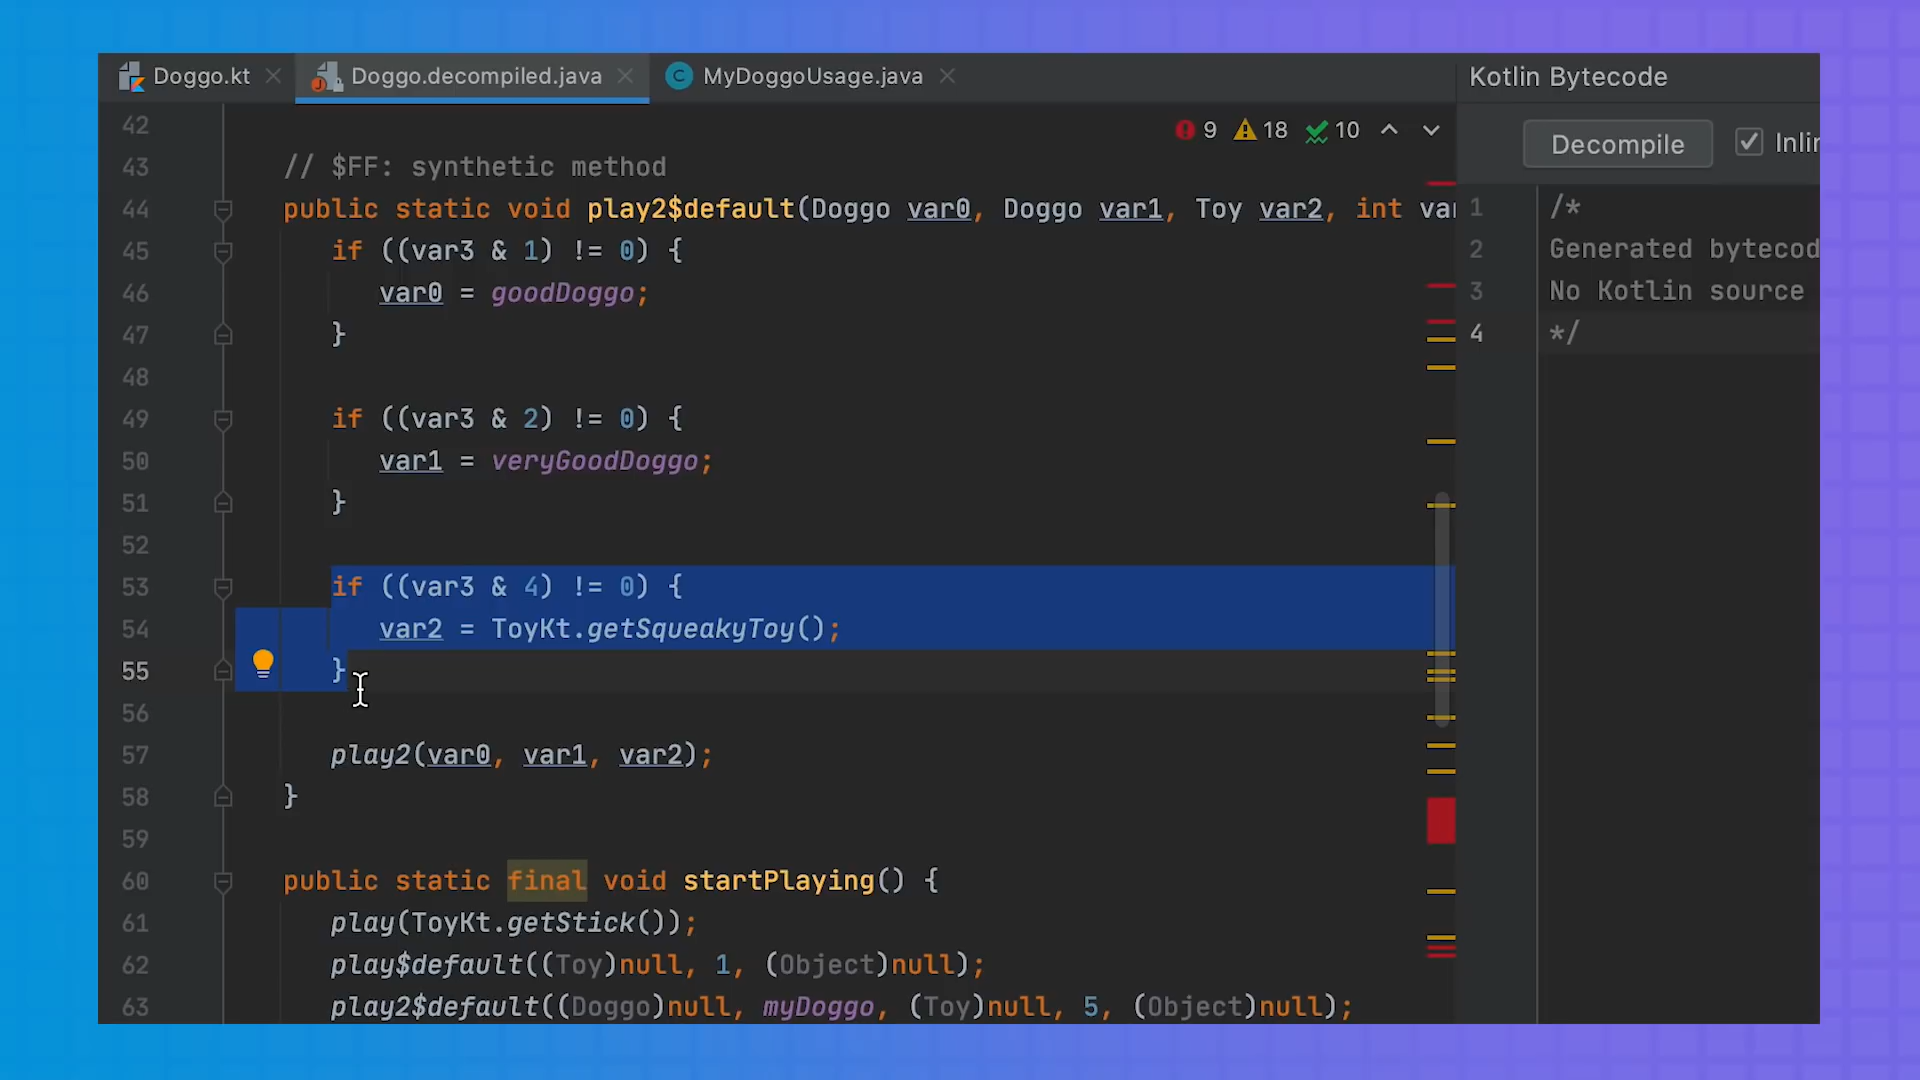 Doggo.kt
Doggo.decompiled.java
MyDoggoUsage.java
Kotlin Bytecode
9 18 10
Decompile
42
43 // $FF: synthetic method
44 public static void play2$default(Doggo var0, Doggo var1, Toy var2, int
45 if ((var3 & 1) != 0) {
46 var0 = goodDoggo;
47 }
48
49 if ((var3 & 2) != 0) {
50 var1 = veryGoodDoggo;
51 }
52
53 if ((var3 & 4) != 0) {
54 var2 = ToyKt.getSqueakyToy();
55 }
56
57 play2(var0, var1, var2);
58 }
59
60 public static final void startPlaying() {
61 play(ToyKt.getStick());
62 play$default((Toy)null, 1, (Object)null);
63 play2$default((Doggo)null, myDoggo, (Toy)null, 5, (Object)null);
1 /*
2 Generated
3 No Kotlin source
4 */